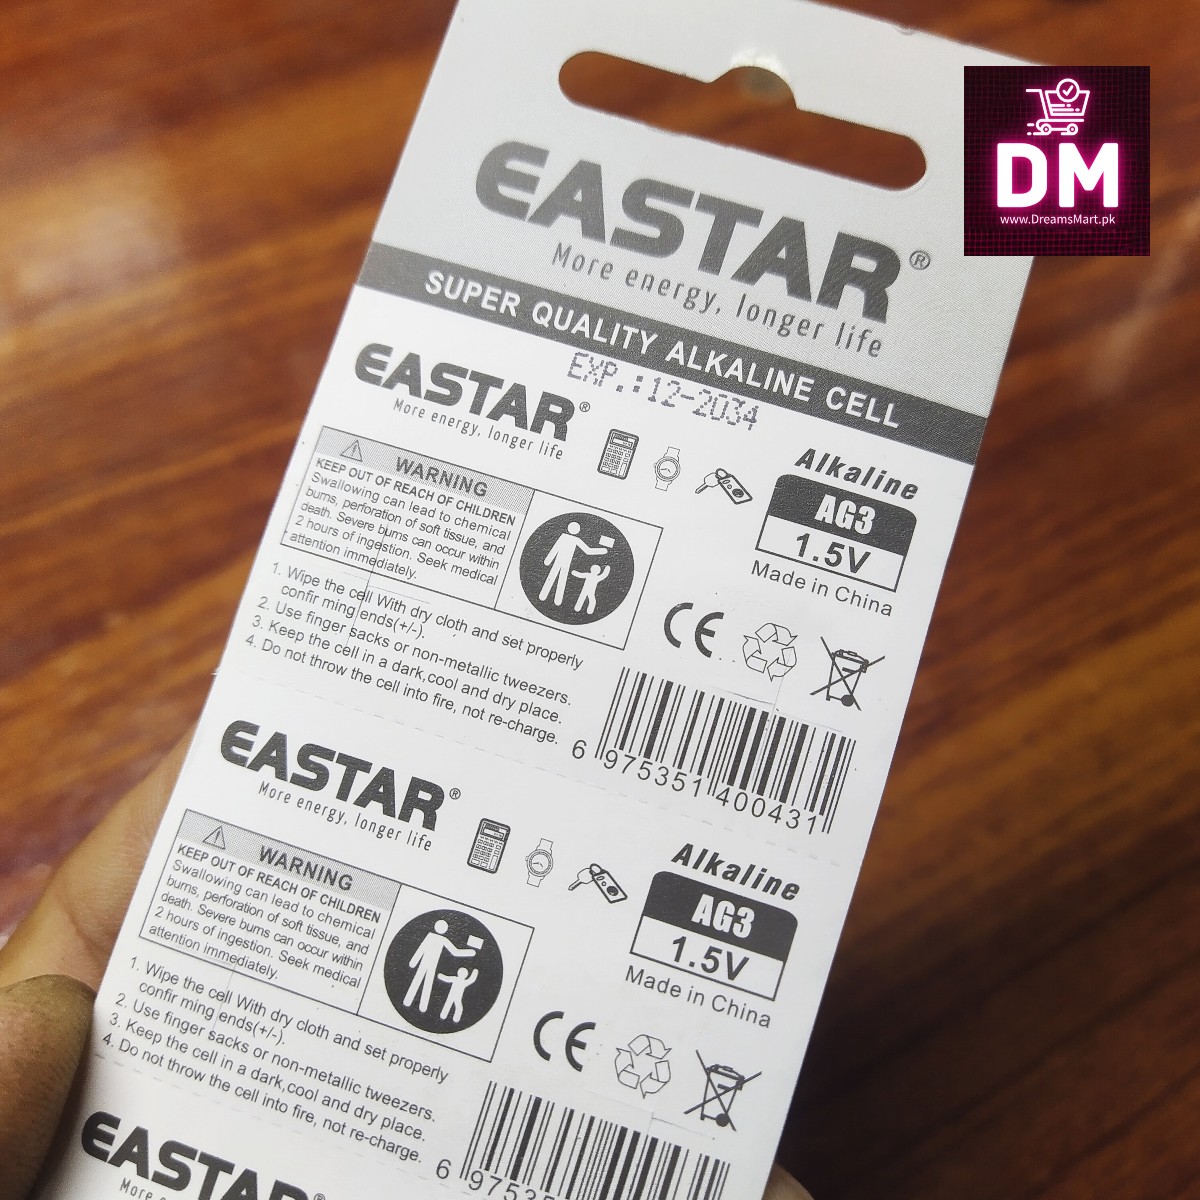 DM
www.DreamsMart.pk
EASTAR®
More energy, longer life
SUPER QUALITY ALKALINE CELL
EXP.:12-2034
EASTAR®
More energy, longer life
WARNING
KEEP OUT OF REACH OF CHILDREN
Swallowing can lead to chemical
burns, perforation of soft tissue, and
death. Severe burns can occur within
2 hours of ingestion. Seek medical
attention immediately.
Alkaline
AG3
1.5V
Made in China
CE
1. Wipe the cell With dry cloth and set properly
confir ming ends(+/-).
2. Use finger sacks or non-metallic tweezers.
3. Keep the cell in a dark,cool and dry place.
4. Do not throw the cell into fire, not re-charge.
6 975351 400431
EASTAR®
More energy, longer life
WARNING
KEEP OUT OF REACH OF CHILDREN
Swallowing can lead to chemical
burns, perforation of soft tissue, and
death. Severe burns can occur within
2 hours of ingestion. Seek medical
attention immediately.
Alkaline
AG3
1.5V
Made in China
CE
1. Wipe the cell With dry cloth and set properly
confir ming ends(+/-).
2. Use finger sacks or non-metallic tweezers.
3. Keep the cell in a dark,cool and dry place.
4. Do not throw the cell into fire, not re-charge.
6 97535
EASTAR®
More energy, longer life